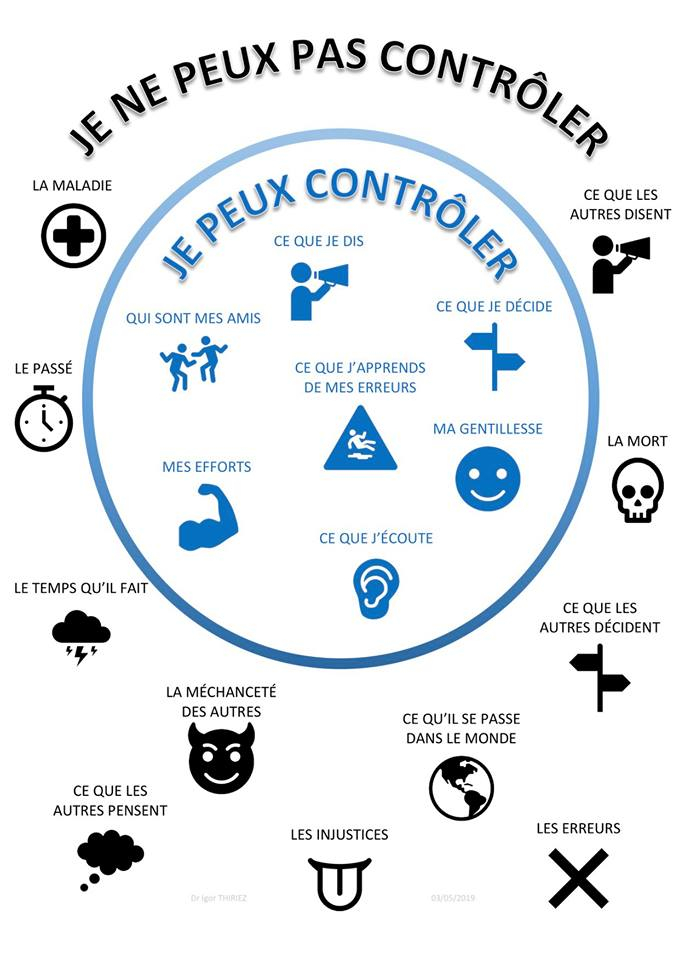 JE NE PEUX PAS CONTRÔLER
JE PEUX CONTRÔLER
LA MALADIE
CE QUE LES
AUTRES DISENT
CE QUE JE DIS
QUI SONT MES AMIS
CE QUE JE DÉCIDE
LE PASSÉ
CE QUE J’APPRENDS
DE MES ERREURS
MA GENTILLESSE
LA MORT
MES EFFORTS
CE QUE J’ÉCOUTE
LE TEMPS QU’IL FAIT
CE QUE LES
AUTRES DÉCIDENT
LA MÉCHANCETÉ
DES AUTRES
CE QU’IL SE PASSE
DANS LE MONDE
CE QUE LES
AUTRES PENSENT
LES INJUSTICES
LES ERREURS
Dr Igor THIRIEZ
03/05/2019